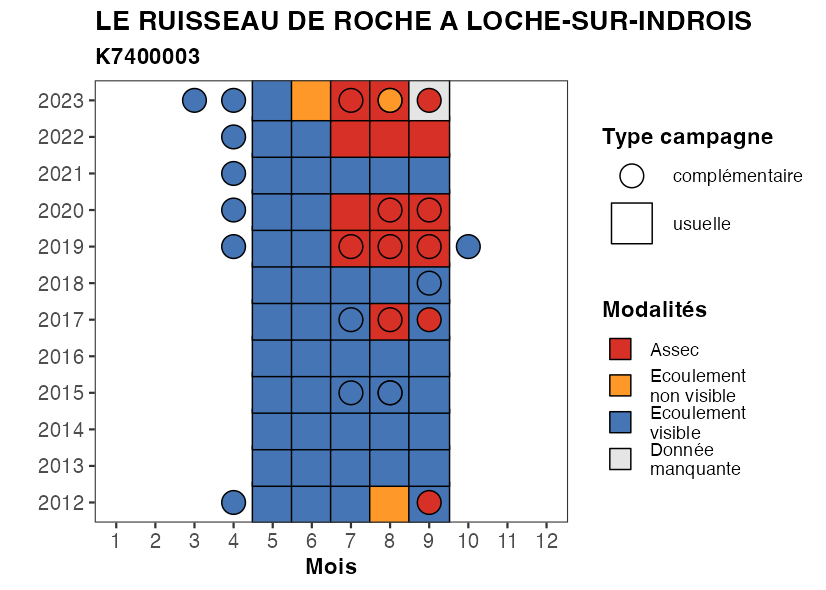 LE RUISSEAU DE ROCHE A LOCHE-SUR-INDROIS
K7400003
2023
2022
2021
2020
2019
2018
2017
2016
2015
2014
2013
2012
1 2 3 4 5 6 7 8 9 10 11 12
Mois
Type campagne
complémentaire
usuelle
Modalités
Assec
Ecoulement
non visible
Ecoulement
visible
Donnée
manquante